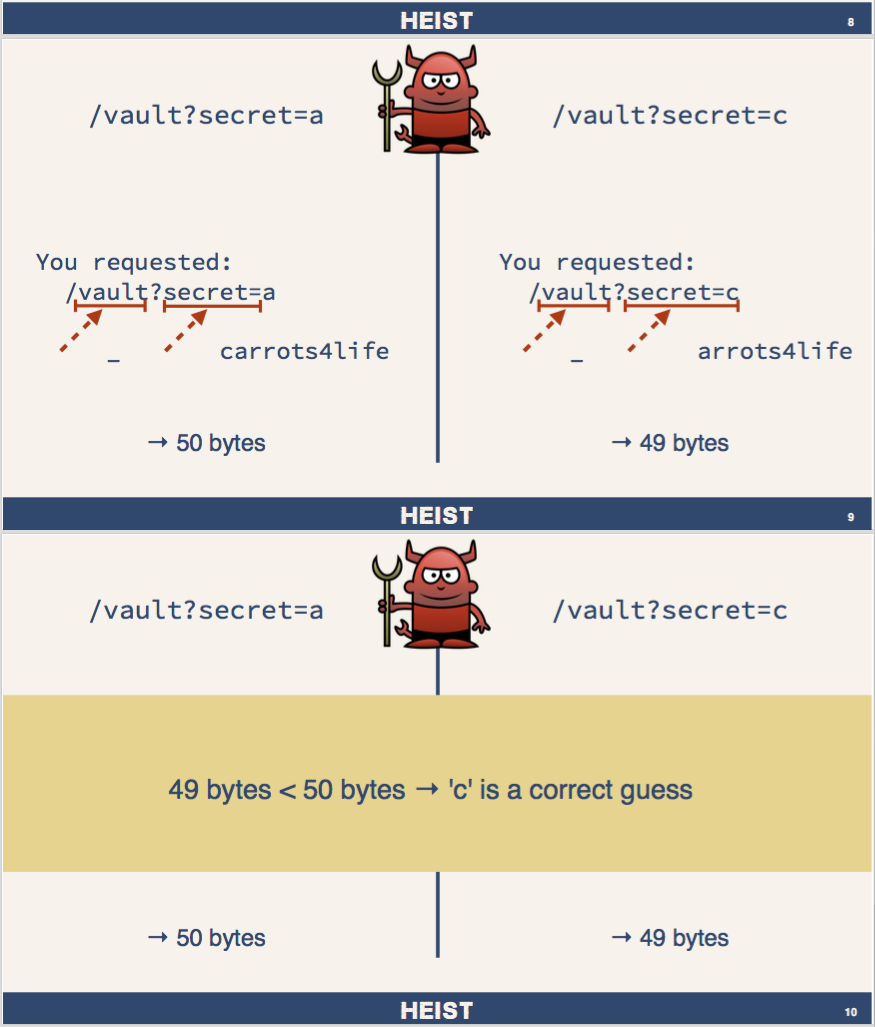 HEIST 8
/vault?secret=a /vault?secret=c
You requested: You requested:
/vault?secret=a /vault?secret=c
_ carrots4life _ arrots4life
→ 50 bytes → 49 bytes
HEIST 9
/vault?secret=a /vault?secret=c
49 bytes < 50 bytes → 'c' is a correct guess
→ 50 bytes → 49 bytes
HEIST 10